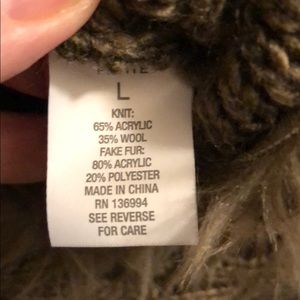 L
KNIT:
65% ACRYLIC
35% WOOL
FAKE FUR:
80% ACRYLIC
20% POLYESTER
MADE IN CHINA
RN 136994
SEE REVERSE
FOR CARE